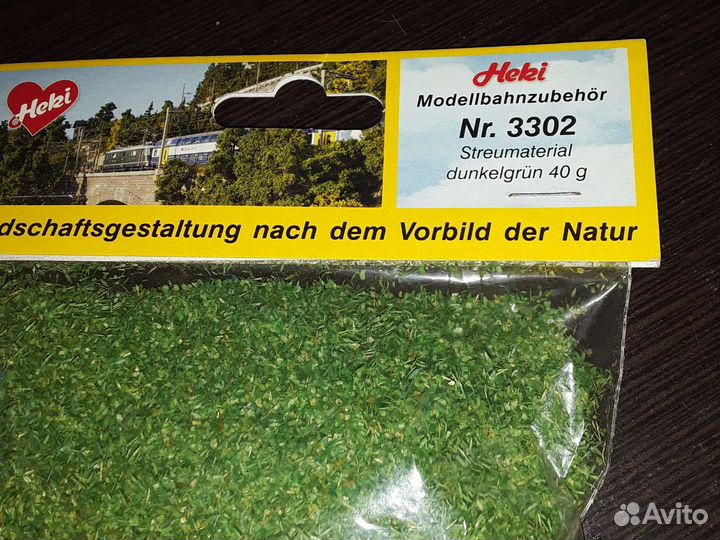 Heki
Heki
Modellbahnzubehör
Nr. 3302
Streumaterial
dunkelgrün 40 g
dschaftsgestaltung nach dem Vorbild der Natur
Avito